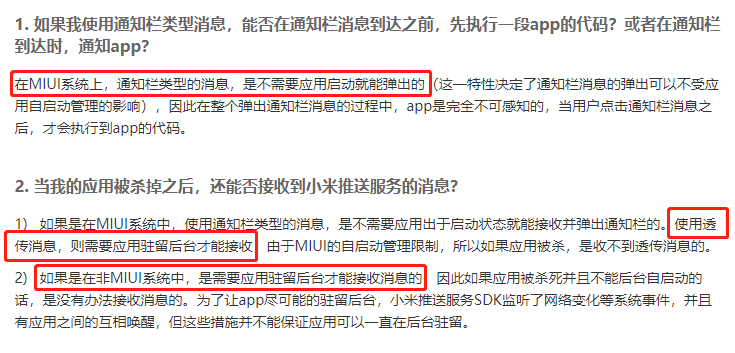 1. 如果我使用通知栏类型消息，能否在通知栏消息到达之前，先执行一段app的代码？或者在通知栏
到达时，通知app？
在MIUI系统上，通知栏类型的消息，是不需要应用启动就能弹出的（这一特性决定了通知栏消息的弹出可以不受应
用自启动管理的影响），因此在整个弹出通知栏消息的过程中，app是完全不可感知的，当用户点击通知栏消息之
后，才会执行到app的代码。
2. 当我的应用被杀掉之后，还能否接收到小米推送服务的消息？
1） 如果是在MIUI系统中，使用通知栏类型的消息，是不需要应用出于启动状态就能接收并弹出通知栏的。使用透
传消息，则需要应用驻留后台才能接收 由于MIUI的自启动管理限制，所以如果应用被杀，是收不到透传消息的。
2）如果是在非MIUI系统中，是需要应用驻留后台才能接收消息的 因此如果应用被杀死并且不能后台自启动的
话，是没有办法接收消息的。为了让app尽可能的驻留后台，小米推送服务SDK监听了网络变化等系统事件，并且
有应用之间的互相唤醒，但这些措施并不能保证应用可以一直在后台驻留。